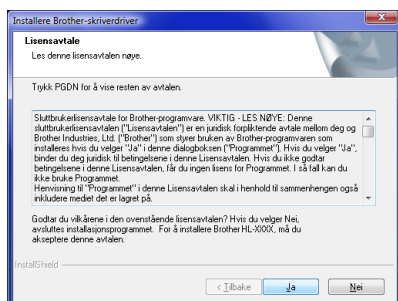 Installere Brother-skriverdriver
Lisensavtale
Les denne lisensavtalen nøye.
Trykk PGDN for å vise resten av avtalen.
Sluttbrukerlisensavtale for Brother-programvare. VIKTIG - LES NØYE: Denne
sluttbrukerlisensavtalen ("Lisensavtalen") er en juridisk forpliktende avtale mellom deg og
Brother Industries, Ltd. ("Brother") som styrer bruken av Brother-programvaren som
installeres hvis du velger "Ja" i denne dialogboksen ("Programmet"). Hvis du velger "Ja",
binder du deg juridisk til betingelsene i denne Lisensavtalen. Hvis du ikke godtar
betingelsene i denne Lisensavtalen, får du ingen lisens for Programmet. I så fall kan du
ikke bruke Programmet.
Henvisning til "Programmet" i denne Lisensavtalen skal i henhold til sammenhengen også
inkludere mediet det er lagret på.
Godtar du vilkårene i den ovenstående lisensavtalen? Hvis du velger Nei,
avsluttes installasjonsprogrammet. For å installere Brother HL-XXXX, må du
akseptere denne avtalen.
InstallShield
< Tilbake
Ja
Nei